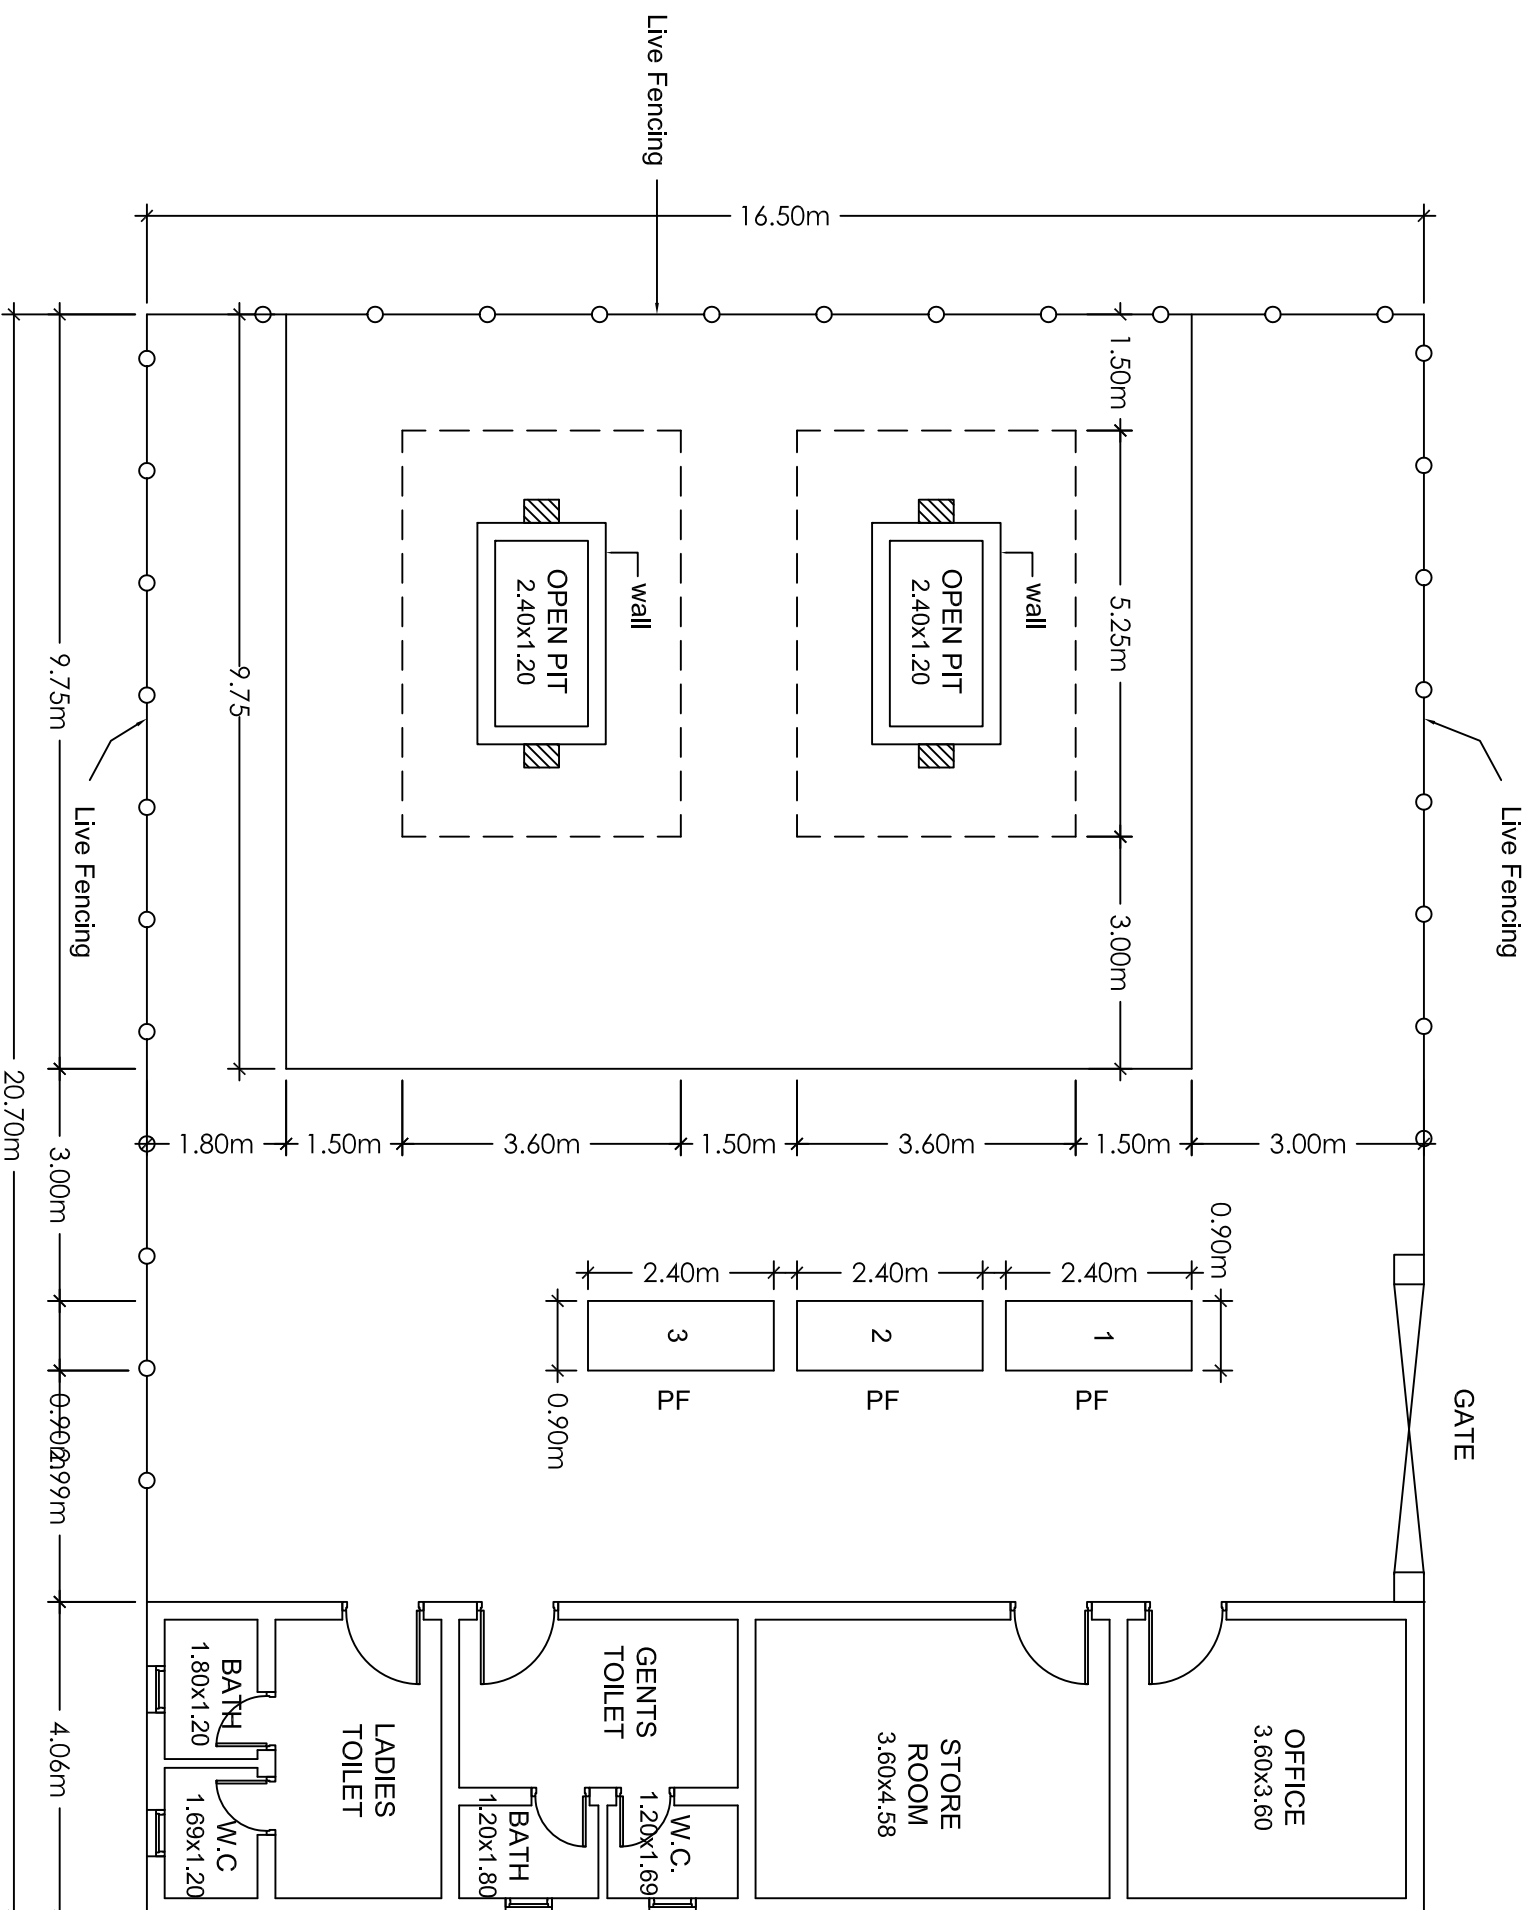 Live Fencing
16.50m
Live Fencing
Live Fencing
1.50m
5.25m
3.00m
wall
OPEN PIT
2.40x1.20
wall
OPEN PIT
2.40x1.20
9.75
9.75m
20.70m
3.00m
0.90m
2.99m
4.06m
1.80m
1.50m
3.60m
1.50m
3.60m
1.50m
3.00m
2.40m
2.40m
2.40m
0.90m
0.90m
3
2
1
PF
PF
PF
GATE
BATH
1.80x1.20
W.C
1.69x1.20
LADIES
TOILET
GENTS
TOILET
BATH
1.20x1.80
W.C.
1.20x1.69
STORE
ROOM
3.60x4.58
OFFICE
3.60x3.60